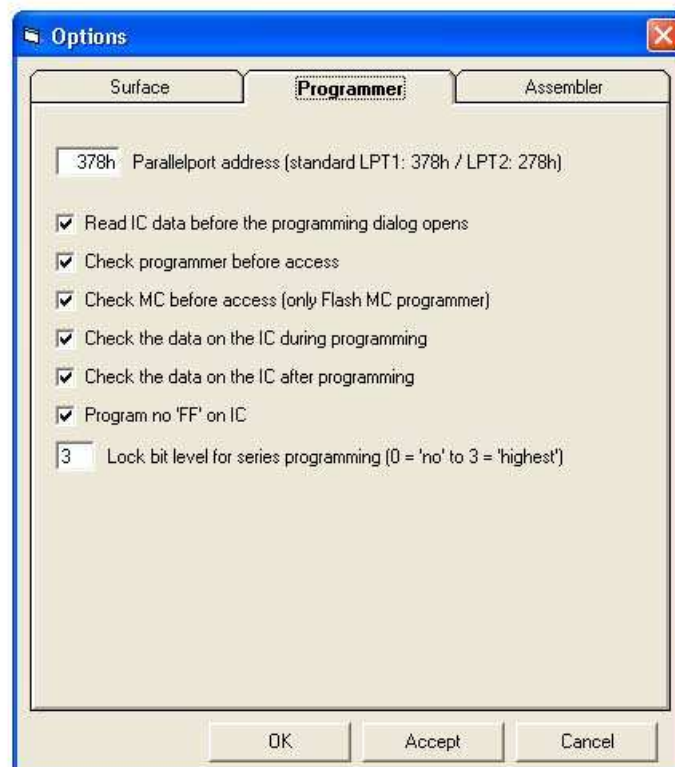 Options
Surface
Programmer
Assembler
378h Parallelport address (standard LPT1: 378h / LPT2: 278h)
Read IC data before the programming dialog opens
Check programmer before access
Check MC before access (only Flash MC programmer)
Check the data on the IC during programming
Check the data on the IC after programming
Program no 'FF' on IC
3 Lock bit level for series programming (0 = 'no' to 3 = 'highest')
OK
Accept
Cancel